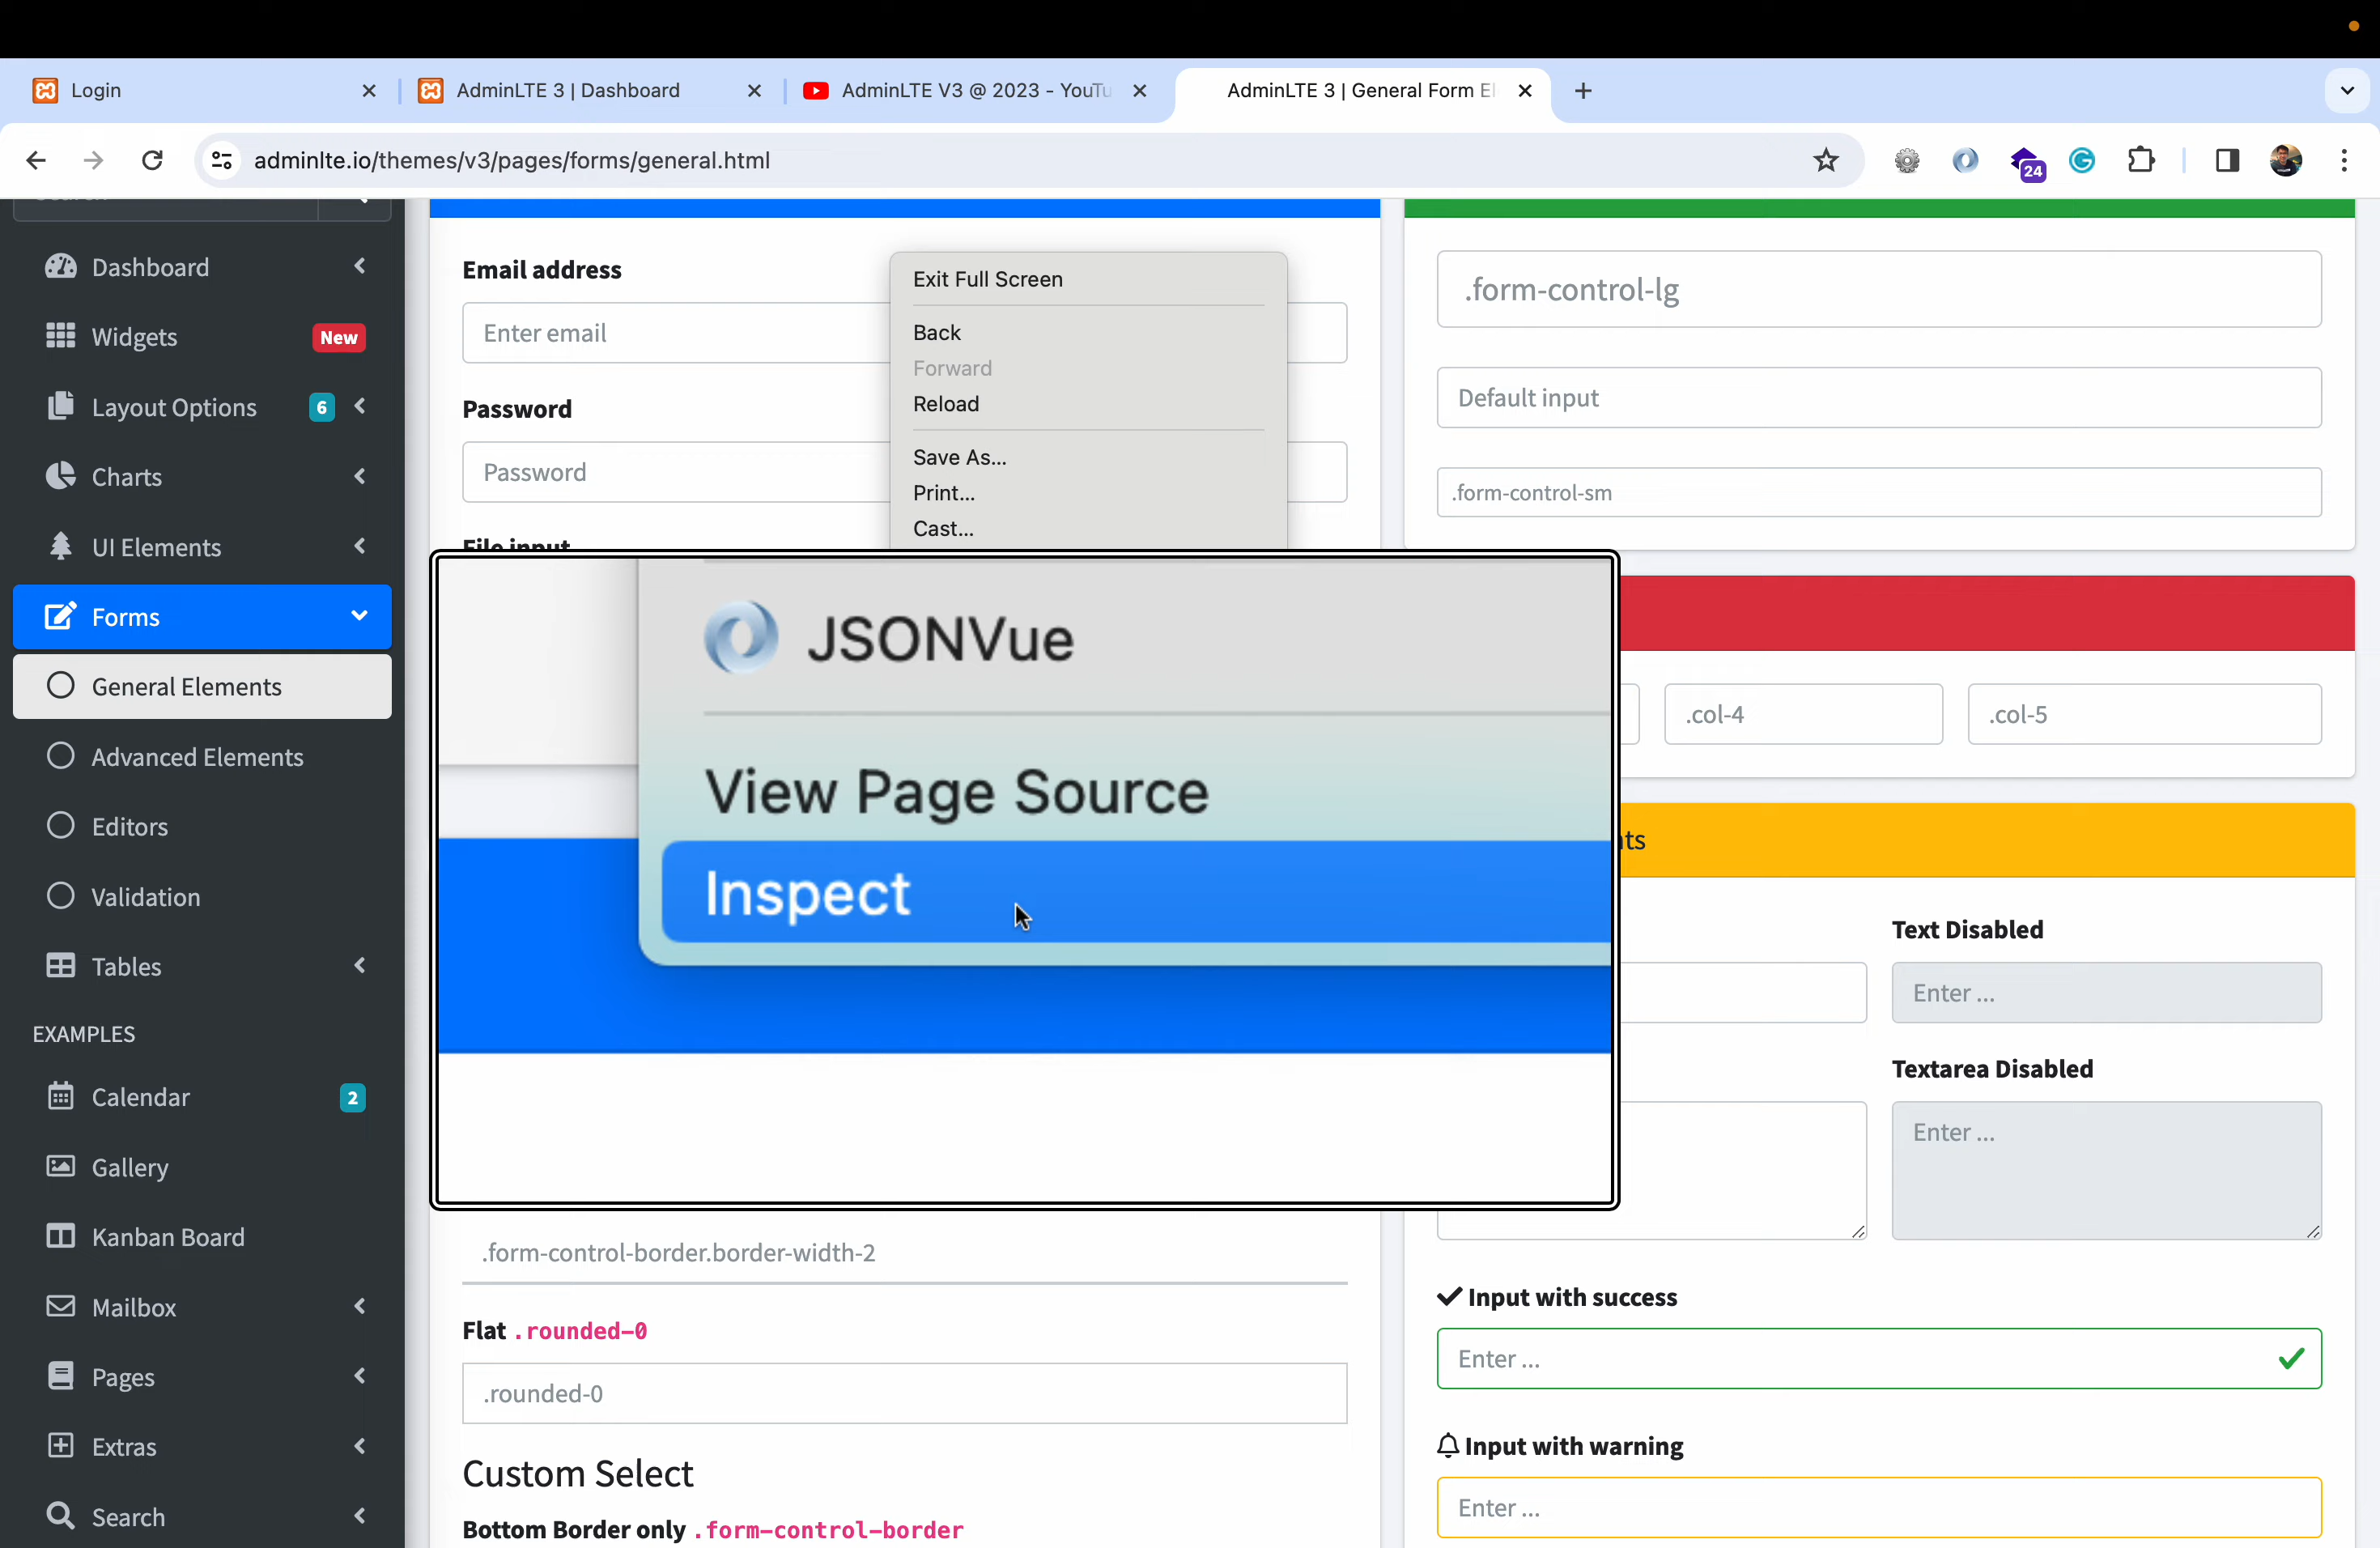 Login
AdminLTE 3 | Dashboard
AdminLTE V3 @ 2023 - YouTu
AdminLTE 3 | General Form El
adminlte.io/themes/v3/pages/forms/general.html
24
Dashboard
Widgets
New
Layout Options
6
Charts
UI Elements
Forms
General Elements
Advanced Elements
Editors
Validation
Tables
EXAMPLES
Calendar
2
Gallery
Kanban Board
Mailbox
Pages
Extras
Search
Email address
Enter email
Password
Password
File input
Exit Full Screen
Back
Forward
Reload
Save As...
Print...
Cast...
JSONVue
View Page Source
Inspect
.form-control-border.border-width-2
Flat .rounded-0
.rounded-0
Custom Select
Bottom Border only .form-control-border
.form-control-lg
Default input
.form-control-sm
.col-4
.col-5
Text Disabled
Enter ...
Textarea Disabled
Enter ...
Input with success
Enter ...
Input with warning
Enter ...